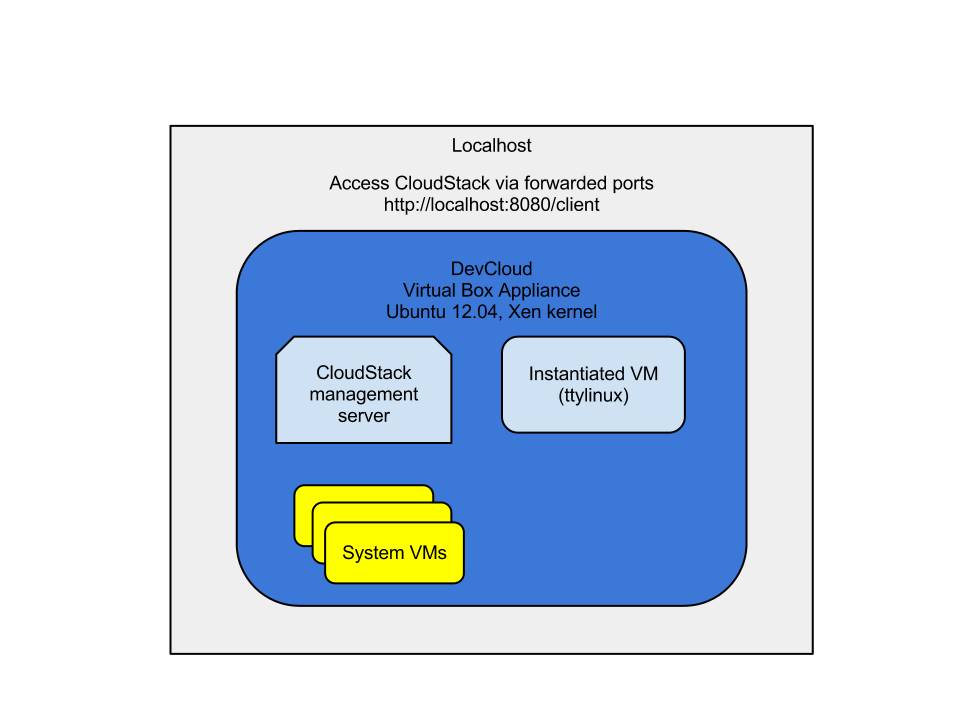 Localhost
Access CloudStack via forwarded ports
http://localhost:8080/client
DevCloud
Virtual Box Appliance
Ubuntu 12.04, Xen kernel
CloudStack
management
server
Instantiated VM
(ttylinux)
System VMs